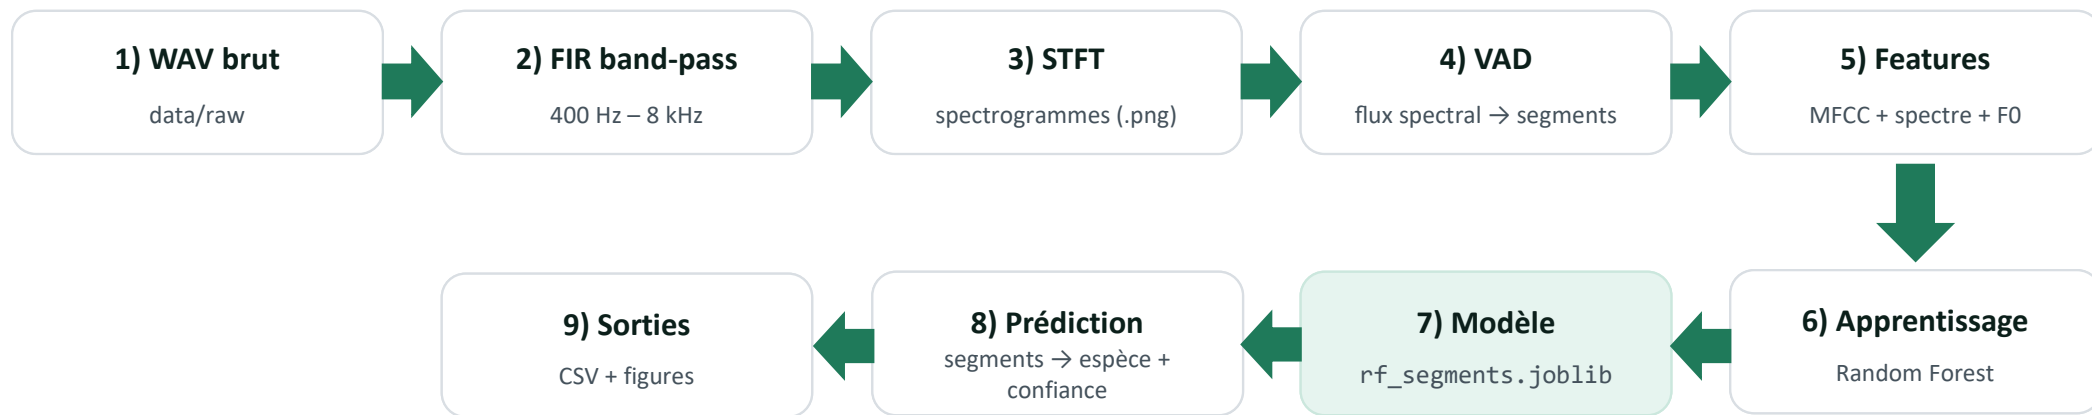 1) WAV brut
data/raw
2) FIR band-pass
400 Hz – 8 kHz
3) STFT
spectrogrammes (.png)
4) VAD
flux spectral → segments
5) Features
MFCC + spectre + F0
6) Apprentissage
Random Forest
7) Modèle
rf_segments.joblib
8) Prédiction
segments → espèce +
confiance
9) Sorties
CSV + figures